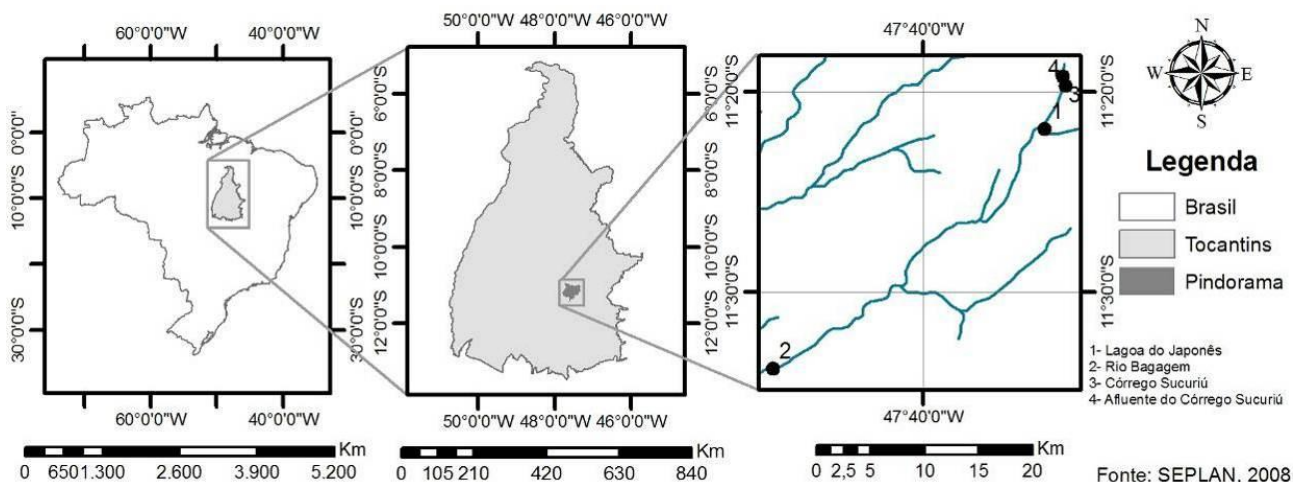 60°0'0"W 40°0'0"W
0°0'0"
10°0'0"S
30°0'0"S
0°0'0"
10°0'0"S
30°0'0"S
60°0'0"W 40°0'0"W
0 650 1.300 2.600 3.900 5.200
Km
50°0'0"W 48°0'0"W 46°0'0"W
6°0'0"S
8°0'0"S
10°0'0"S
12°0'0"S
6°0'0"S
8°0'0"S
10°0'0"S
12°0'0"S
50°0'0"W 48°0'0"W 46°0'0"W
0 105 210 420 630 840
Km
47°40'0"W
11°20'0"S
11°30'0"S
4
3
1
2
11°20'0"S
11°30'0"S
47°40'0"W
0 2,5 5 10 15 20
Km
N
W E
S
Legenda
Brasil
Tocantins
Pindorama
1- Lagoa do Japonês
2- Rio Bagagem
3- Córrego Sucuriú
4- Afluente do Córrego Sucuriú
Fonte: SEPLAN, 2008